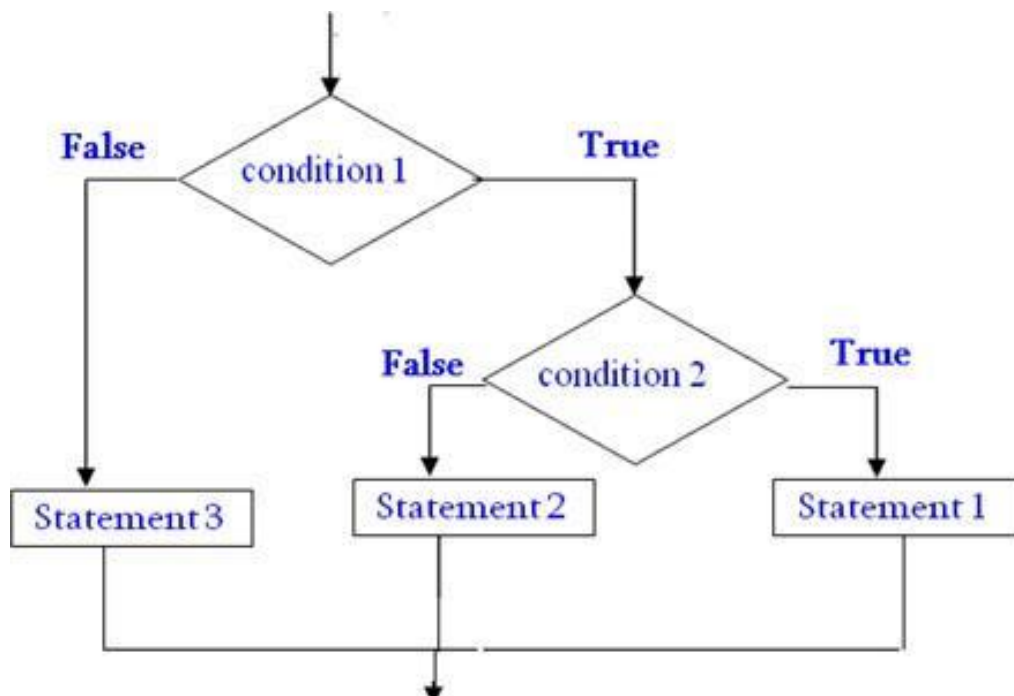 False
True
condition 1
False
True
condition 2
Statement 3
Statement 2
Statement 1